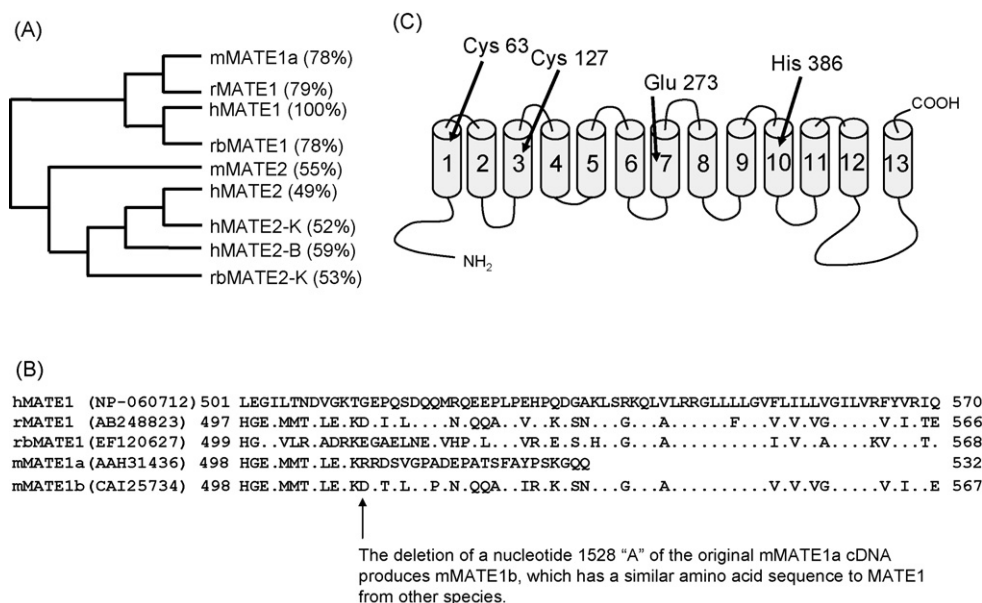 (A)
mMATE1a (78%)
rMATE1 (79%)
hMATE1 (100%)
rbMATE1 (78%)
mMATE2 (55%)
hMATE2 (49%)
hMATE2-K (52%)
hMATE2-B (59%)
rbMATE2-K (53%)
(C)
Cys 63
Cys 127
Glu 273
His 386
COOH
1 2 3 4 5 6 7 8 9 10 11 12 13
NH2
(B)
hMATE1 (NP-060712) 501 LEGILTNDVGKTGEPQSDQQMRQEEPLPEHPQDGAKLSRKQLVLRRGLLLLGVFLILLVGILVRFYVRIQ 570
rMATE1 (AB248823) 497 HGE.MMT.LE.KD.I.L....N.QQA...V..K.SN...G...A......F....V.V.....V.I.TE 566
rbMATE1(EF120627) 499 HG..VLR.ADRKEGAELNE.VHP.L...VR.E.S.H.G...A...........V.I...A....KV..T. 568
mMATE1a(AAH31436) 498 HGE.MMT.LEKRRDSVGPADEPATSFAYPSKGQQ 532
mMATE1b(CAI25734) 498 HGE.MMT.LE.KD.T.L..P.N.QQA...IR.K.SN...G...A...........V.V.VG....V.I..E 567
The deletion of a nucleotide 1528 “A” of the original mMATE1a cDNA
produces mMATE1b, which has a similar amino acid sequence to MATE1
from other species.